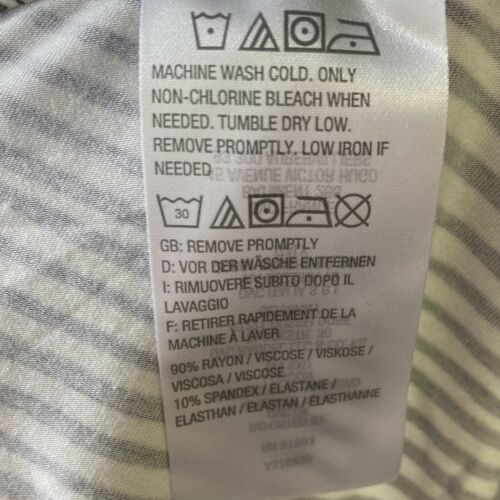 MACHINE WASH COLD. ONLY
NON-CHLORINE BLEACH WHEN
NEEDED. TUMBLE DRY LOW.
REMOVE PROMPTLY, LOW IRON IF
NEEDED
30
GB: REMOVE PROMPTLY
D: VOR DER WÄSCHE ENTFERNEN
I: RIMUOVERE SUBITO DOPO IL
LAVAGGIO
F: RETIRER RAPIDEMENT DE LA
MACHINE À LAVER
90% RAYON / VISCOSE / VISKOSE /
VISCOSA / VISCOSE
10% SPANDEX / ELASTANE /
ELASTHAN / ELASTAN / ÉLASTHANNE